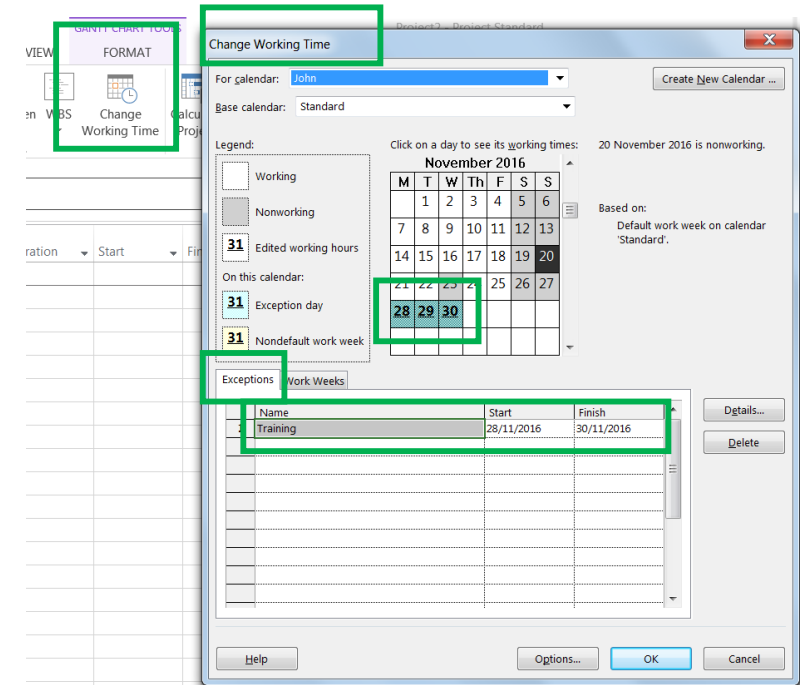 GANTT CHART TOOLS
Project2 - Project Standard
VIEW
FORMAT
en WBS
Change
Working Time
Calcu
Proj
ration
Start
Fin
Change Working Time
For calendar: John
Create New Calendar ...
Base calendar: Standard
Legend:
Working
Nonworking
31 Edited working hours
On this calendar:
31 Exception day
31 Nondefault work week
Click on a day to see its working times:
November 2016
M T W Th F S S
1 2 3 4 5 6
7 8 9 10 11 12 13
14 15 16 17 18 19 20
21 22 23 24 25 26 27
28 29 30
20 November 2016 is nonworking.
Based on:
Default work week on calendar
'Standard'.
Exceptions Work Weeks
Name Start Finish
Training 28/11/2016 30/11/2016
Details...
Delete
Help
Options...
OK
Cancel